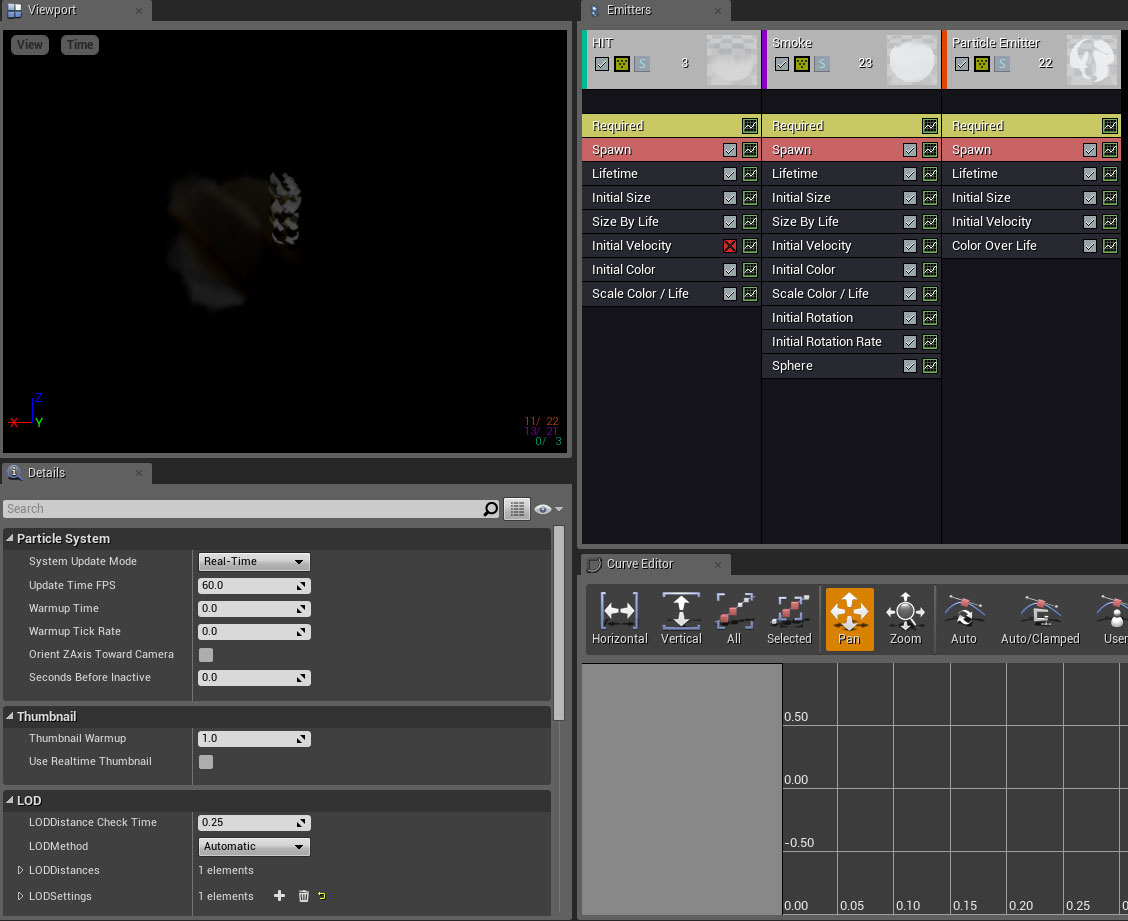 Viewport
View
Time
X
Z
Y
11/ 22
13/ 21
0/ 3
Details
Search
Particle System
System Update Mode Real-Time
Update Time FPS 60.0
Warmup Time 0.0
Warmup Tick Rate 0.0
Orient ZAxis Toward Camera
Seconds Before Inactive 0.0
Thumbnail
Thumbnail Warmup 1.0
Use Realtime Thumbnail
LOD
LODDistance Check Time 0.25
LODMethod Automatic
LODDistances 1 elements
LODSettings 1 elements
Emitters
HIT
S 3
Required
Spawn
Lifetime
Initial Size
Size By Life
Initial Velocity
Initial Color
Scale Color / Life
Smoke
S 23
Required
Spawn
Lifetime
Initial Size
Size By Life
Initial Velocity
Initial Color
Scale Color / Life
Initial Rotation
Initial Rotation Rate
Sphere
Particle Emitter
S 22
Required
Spawn
Lifetime
Initial Size
Initial Velocity
Color Over Life
Curve Editor
Horizontal Vertical All Selected Pan Zoom Auto Auto/Clamped User
0.50
0.00
-0.50
0.00 0.05 0.10 0.15 0.20 0.25